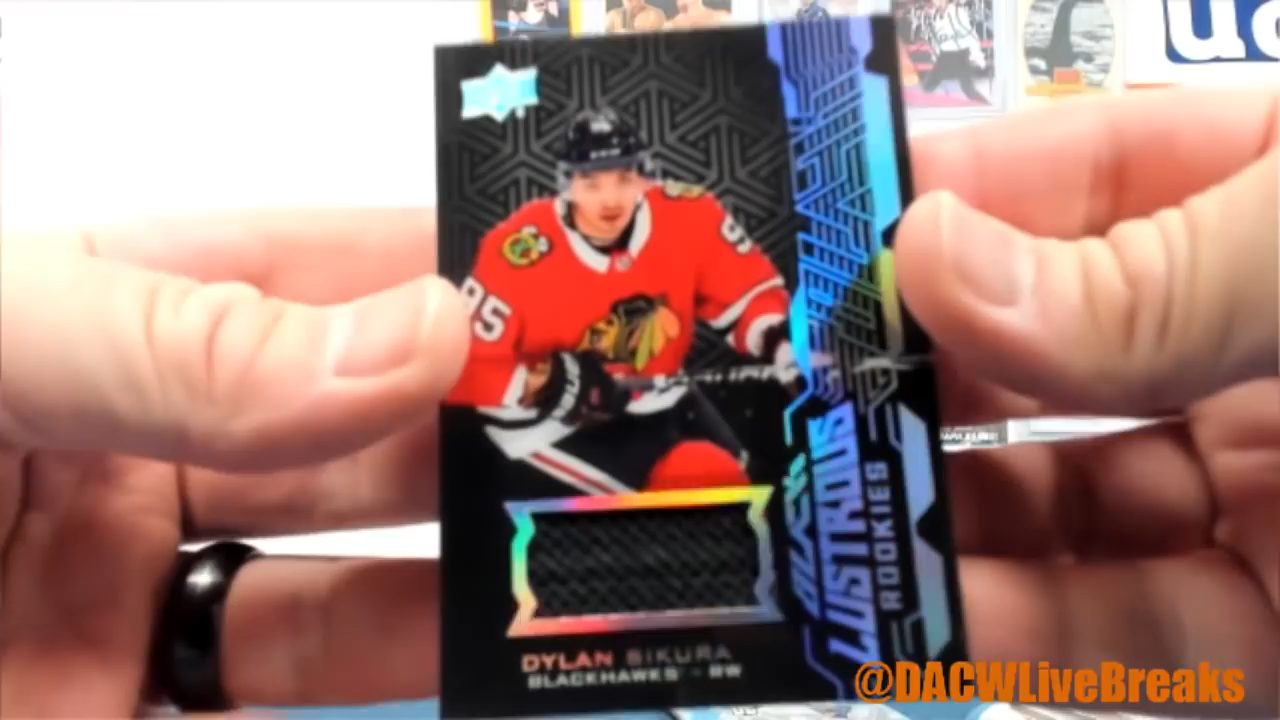 95
DYLAN SIKURA
BLACKHAWKS - RW
BLACK
LUSTROUS
ROOKIES
@DACWLiveBreaks